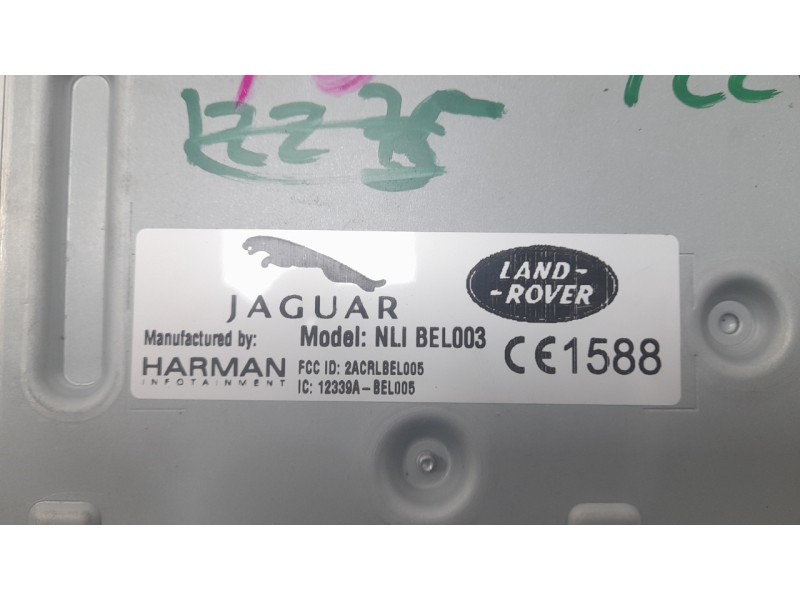 JAGUAR
LAND-
-ROVER
Manufactured by:
HARMAN
INFOTAINMENT
Model: NLI BEL003
FCC ID: 2ACRLBEL005
IC: 12339A-BEL005
CE1588